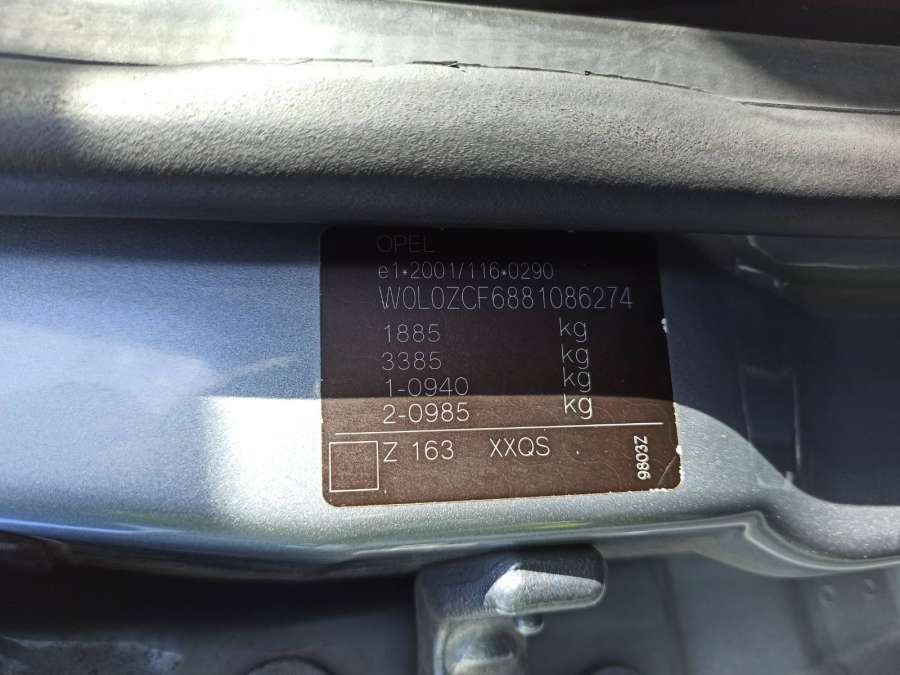 OPEL
e1*2001/116*0290
W0L0ZCF6881086274
1885 kg
3385 kg
1-0940 kg
2-0985 kg
Z 163 XXQS
9803Z